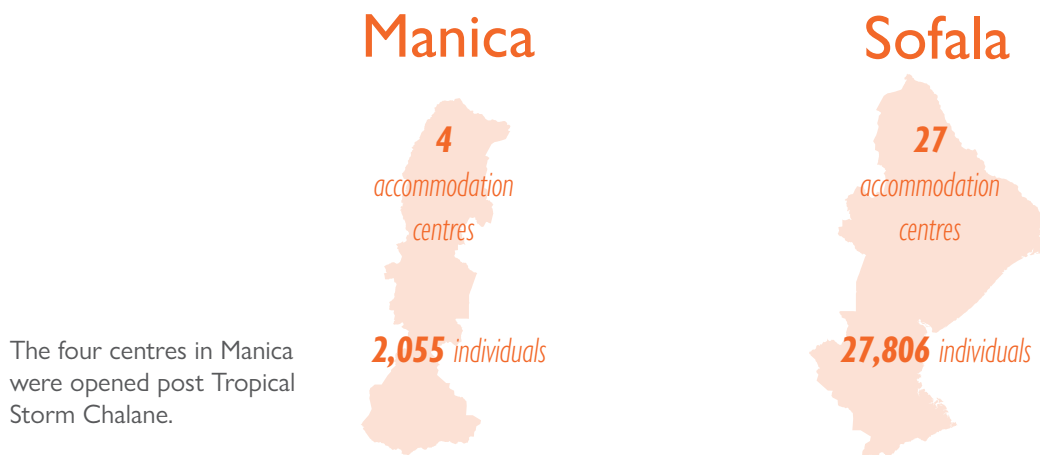 Manica
4
accommodation
centres
2,055 individuals
Sofala
27
accommodation
centres
27,806 individuals
The four centres in Manica
were opened post Tropical
Storm Chalane.